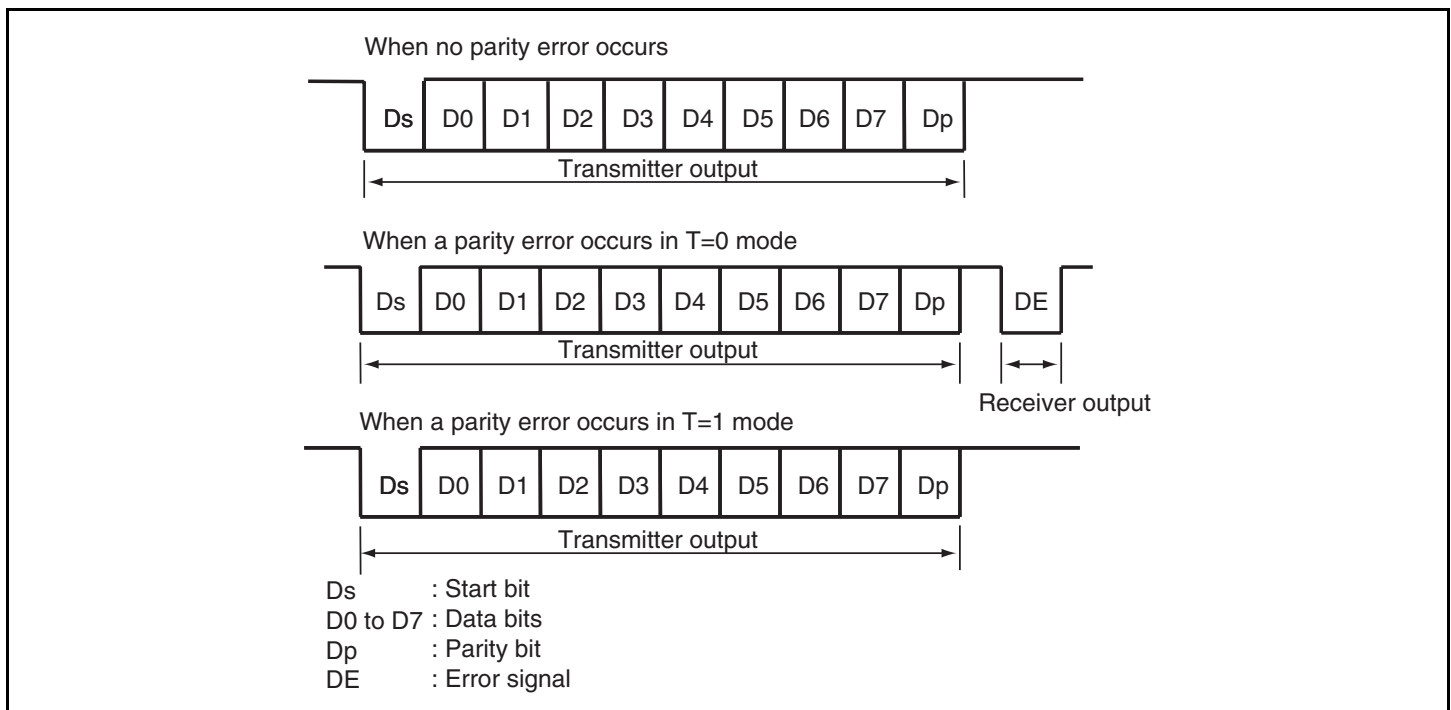 When no parity error occurs
Ds D0 D1 D2 D3 D4 D5 D6 D7 Dp
Transmitter output
When a parity error occurs in T=0 mode
Ds D0 D1 D2 D3 D4 D5 D6 D7 Dp DE
Transmitter output
Receiver output
When a parity error occurs in T=1 mode
Ds D0 D1 D2 D3 D4 D5 D6 D7 Dp
Transmitter output
Ds : Start bit
D0 to D7 : Data bits
Dp : Parity bit
DE : Error signal